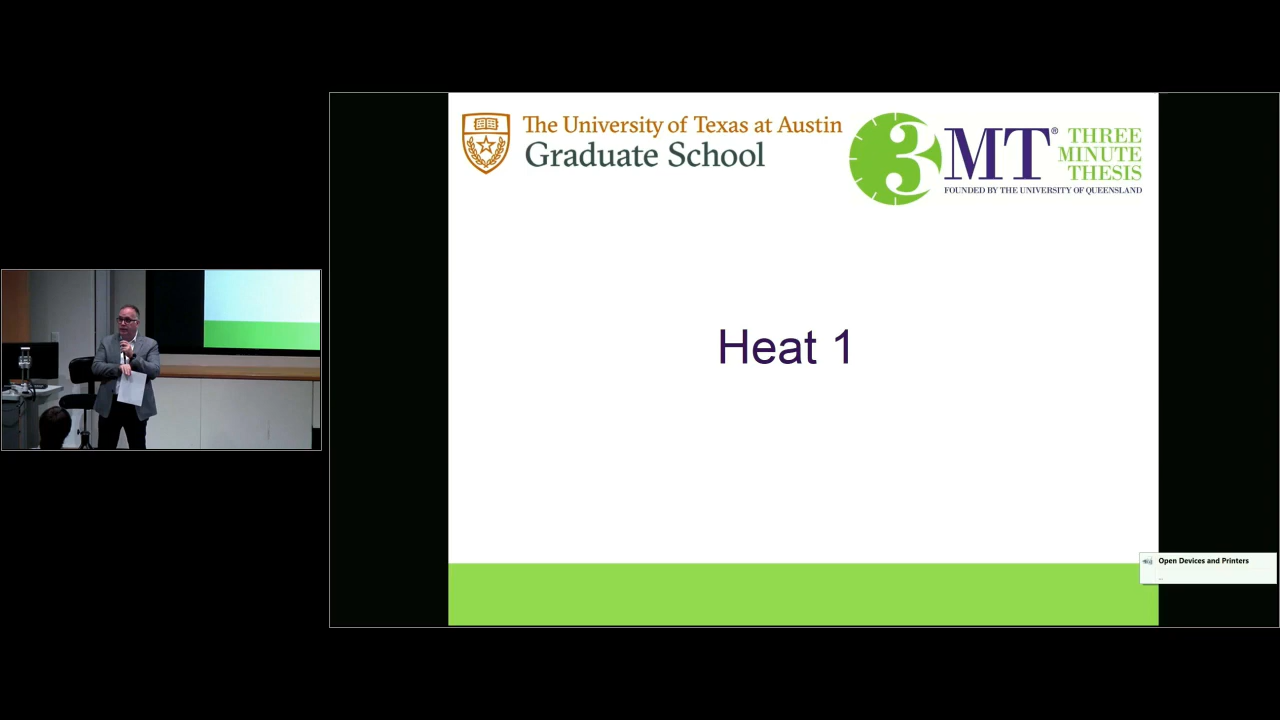 The University of Texas at Austin
Graduate School
3MT® THREE
MINUTE
THESIS
FOUNDED BY THE UNIVERSITY OF QUEENSLAND
Heat 1
Open Devices and Printers
...